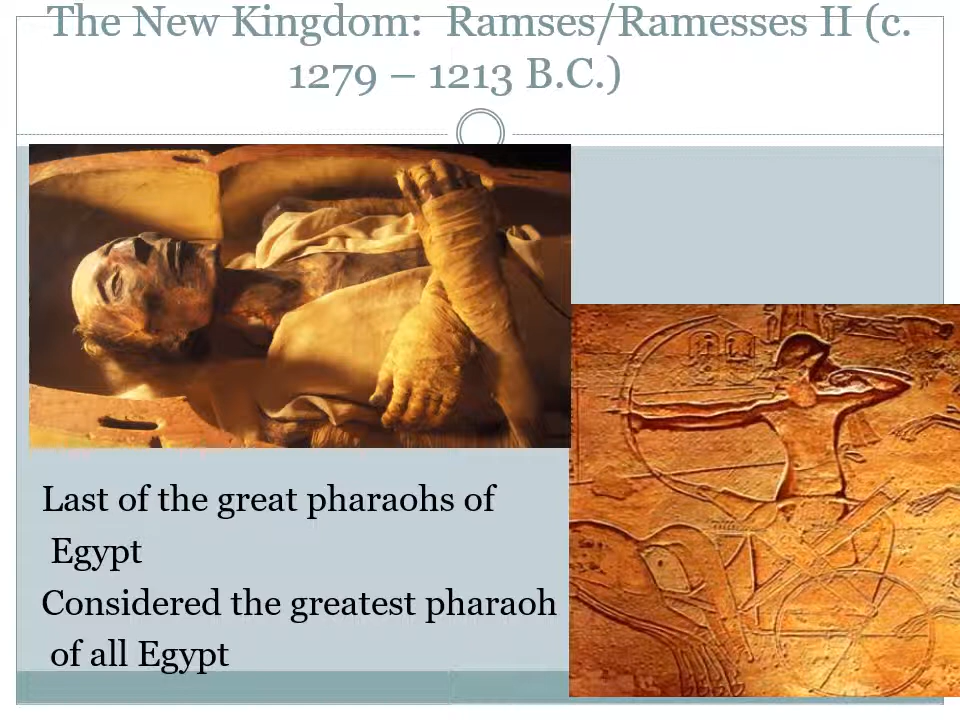 The New Kingdom:  Ramses/Ramesses II (c.
1279 – 1213 B.C.)
Last of the great pharaohs of
Egypt
Considered the greatest pharaoh
of all Egypt